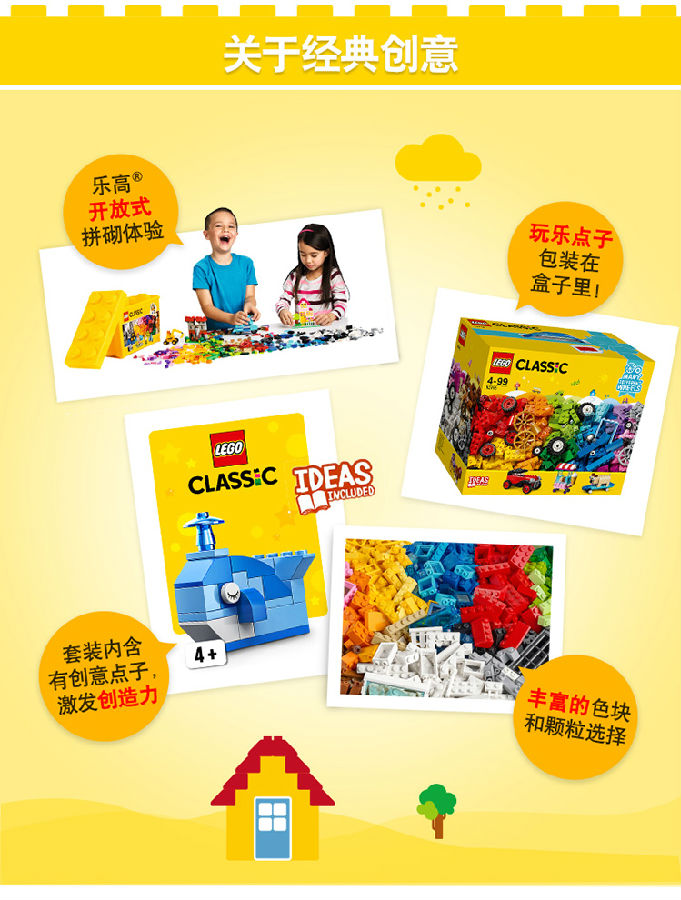 关于经典创意
乐高®
开放式
拼砌体验
玩乐点子
包装在
盒子里!
CLASSIC
LEGO
CLASSIC
4-99
IDEAS
LEGO
CLASSIC
IDEAS
INCLUDED
4+
套装内含
有创意点子,
激发创造力
丰富的色块
和颗粒选择